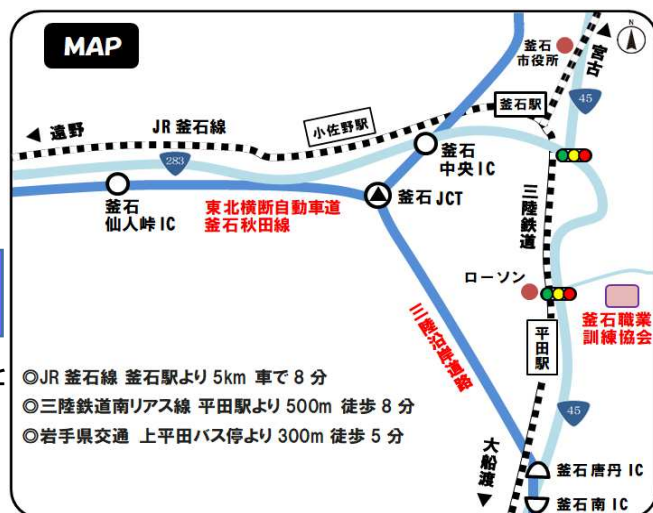 MAP
N
釜石
市役所
宮古
45
釜石駅
遠野
JR 釜石線
小佐野駅
283
釜石
中央 IC
釜石
仙人峠 IC
東北横断自動車道
釜石秋田線
釜石 JCT
三陸鉄道
ローソン
三陸沿岸道路
平田駅
釜石職業
訓練協会
◎JR 釜石線 釜石駅より 5km 車で 8 分
◎三陸鉄道南リアス線 平田駅より 500m 徒歩 8 分
◎岩手県交通 上平田バス停より 300m 徒歩 5 分
45
大船渡
釜石唐丹 IC
釜石南 IC